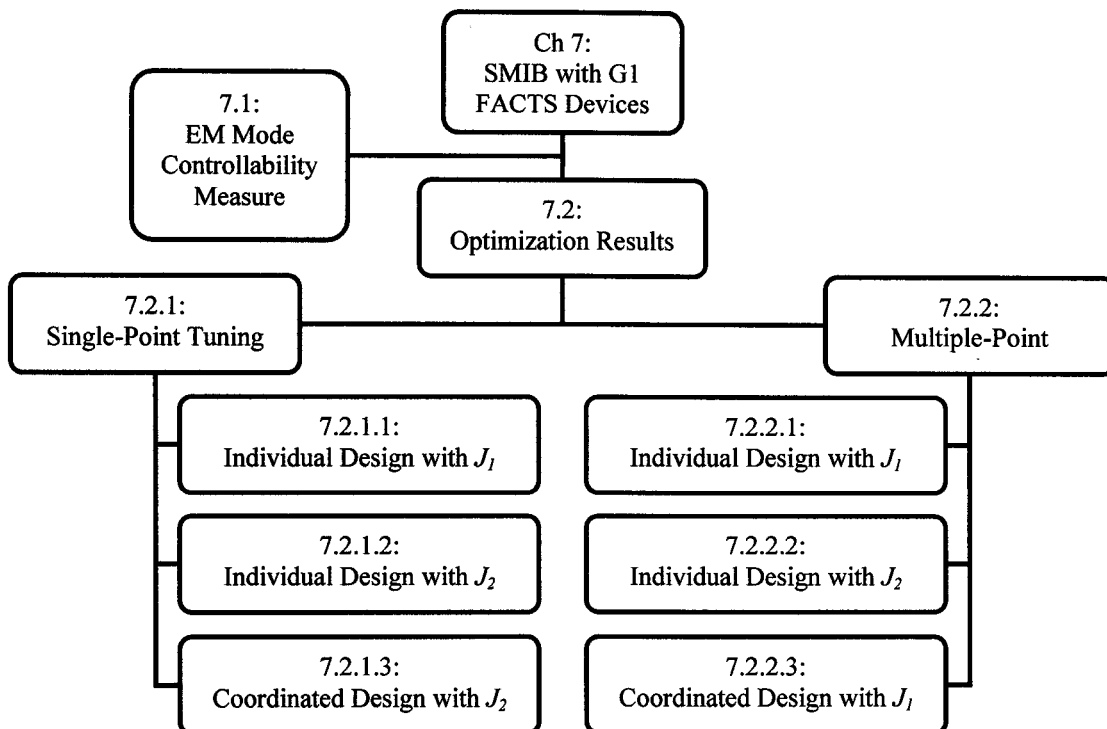 Ch 7:
SMIB with G1
FACTS Devices
7.1:
EM Mode
Controllability
Measure
7.2:
Optimization Results
7.2.1:
Single-Point Tuning
7.2.2:
Multiple-Point
7.2.1.1:
Individual Design with J1
7.2.1.2:
Individual Design with J2
7.2.1.3:
Coordinated Design with J2
7.2.2.1:
Individual Design with J1
7.2.2.2:
Individual Design with J2
7.2.2.3:
Coordinated Design with J1